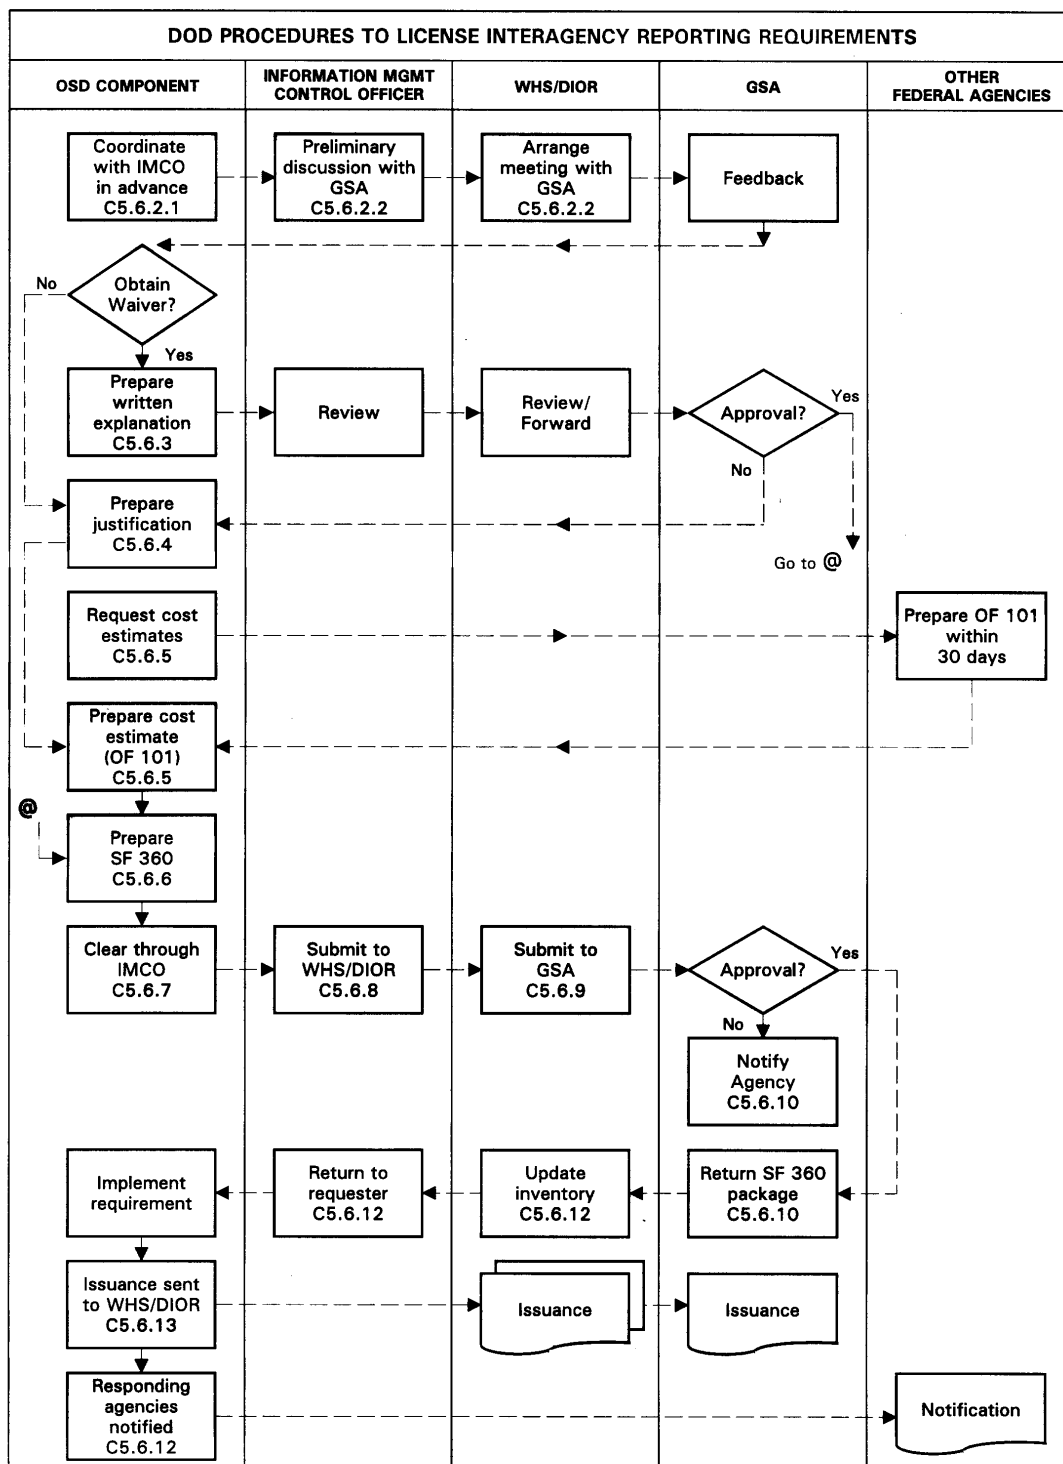 DOD PROCEDURES TO LICENSE INTERAGENCY REPORTING REQUIREMENTS
OSD COMPONENT
INFORMATION MGMT
CONTROL OFFICER
WHS/DIOR
GSA
OTHER
FEDERAL AGENCIES
Coordinate
with IMCO
in advance
C5.6.2.1
Preliminary
discussion with
GSA
C5.6.2.2
Arrange
meeting with
GSA
C5.6.2.2
Feedback
No
Obtain
Waiver?
Yes
Prepare
written
explanation
C5.6.3
Review
Review/
Forward
Approval?
Yes
No
Prepare
justification
C5.6.4
Go to @
Request cost
estimates
C5.6.5
Prepare OF 101
within
30 days
Prepare cost
estimate
(OF 101)
C5.6.5
@
Prepare
SF 360
C5.6.6
Clear through
IMCO
C5.6.7
Submit to
WHS/DIOR
C5.6.8
Submit to
GSA
C5.6.9
Approval?
Yes
No
Notify
Agency
C5.6.10
Implement
requirement
Return to
requester
C5.6.12
Update
inventory
C5.6.12
Return SF 360
package
C5.6.10
Issuance sent
to WHS/DIOR
C5.6.13
Issuance
Issuance
Responding
agencies
notified
C5.6.12
Notification